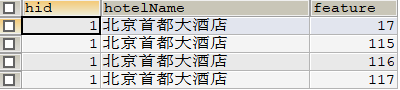 hid hotelName feature
1 北京首都大酒店 17
1 北京首都大酒店 115
1 北京首都大酒店 116
1 北京首都大酒店 117